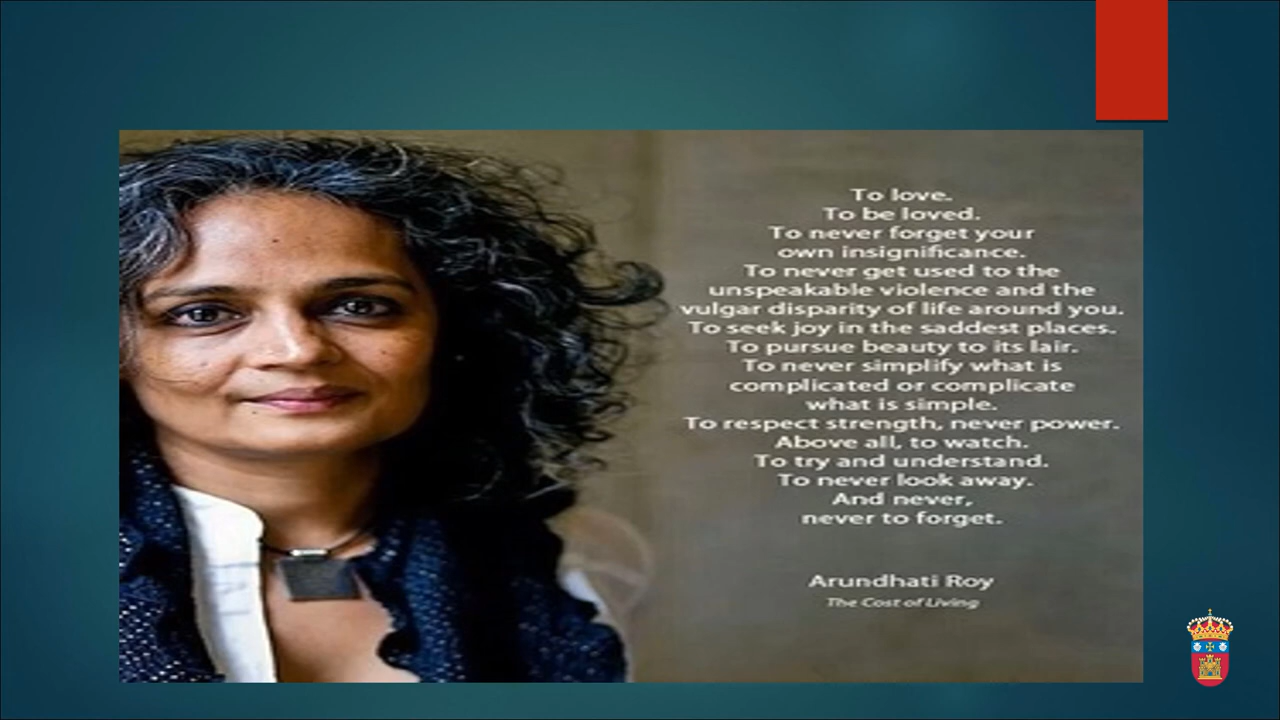 To love.
To be loved.
To never forget your
own insignificance.
To never get used to the
unspeakable violence and the
vulgar disparity of life around you.
To seek joy in the saddest places.
To pursue beauty to its lair.
To never simplify what is
complicated or complicate
what is simple.
To respect strength, never power.
Above all, to watch.
To try and understand.
To never look away.
And never,
never to forget.
Arundhati Roy
The Cost of Living